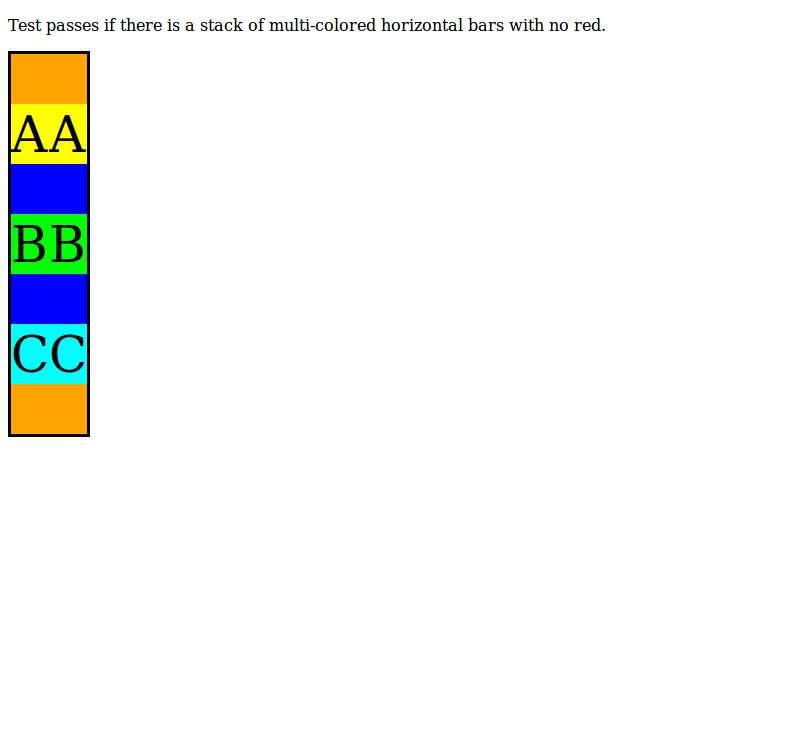 Test passes if there is a stack of multi-colored horizontal bars with no red.
AA
BB
CC